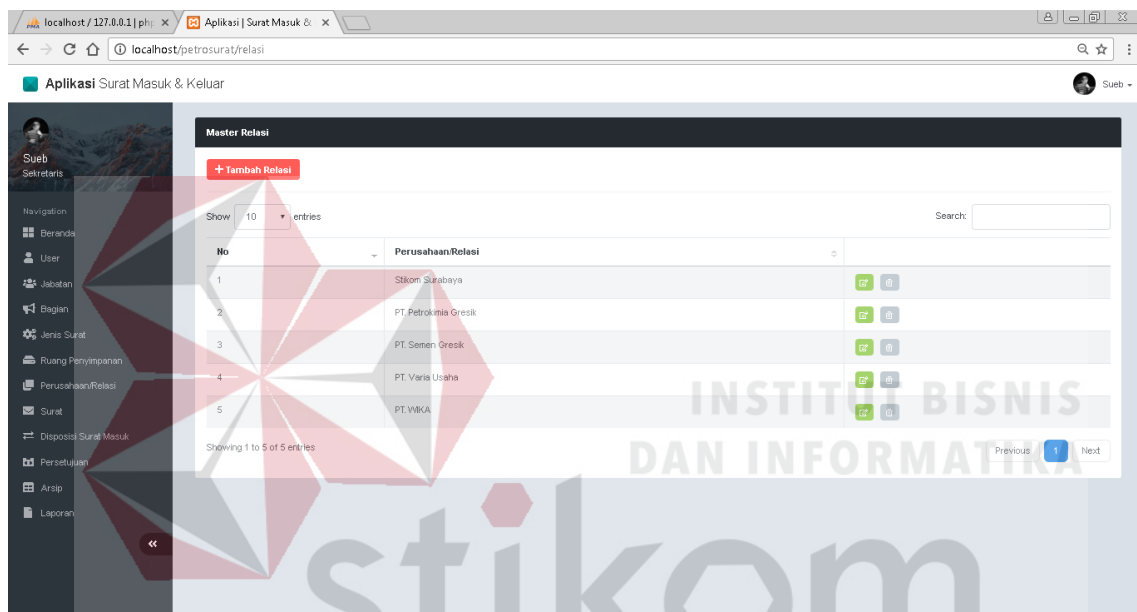 localhost / 127.0.0.1 | php
Aplikasi | Surat Masuk &
localhost/petrosurat/relasi
Aplikasi Surat Masuk & Keluar
Sueb
Sueb
Sekretaris
Navigation
Beranda
User
Jabatan
Bagian
Jenis Surat
Ruang Penyimpanan
Perusahaan/Relasi
Surat
Disposisi Surat Masuk
Persetujuan
Arsip
Laporan
Master Relasi
+ Tambah Relasi
Show 10 entries
Search:
No Perusahaan/Relasi
1 Stikom Surabaya
2 PT. Petrokimia Gresik
3 PT. Semen Gresik
4 PT. Varia Usaha
5 PT. WIKA
Showing 1 to 5 of 5 entries
Previous 1 Next
INSTITUT BISNIS
DAN INFORMATIKA
stikom